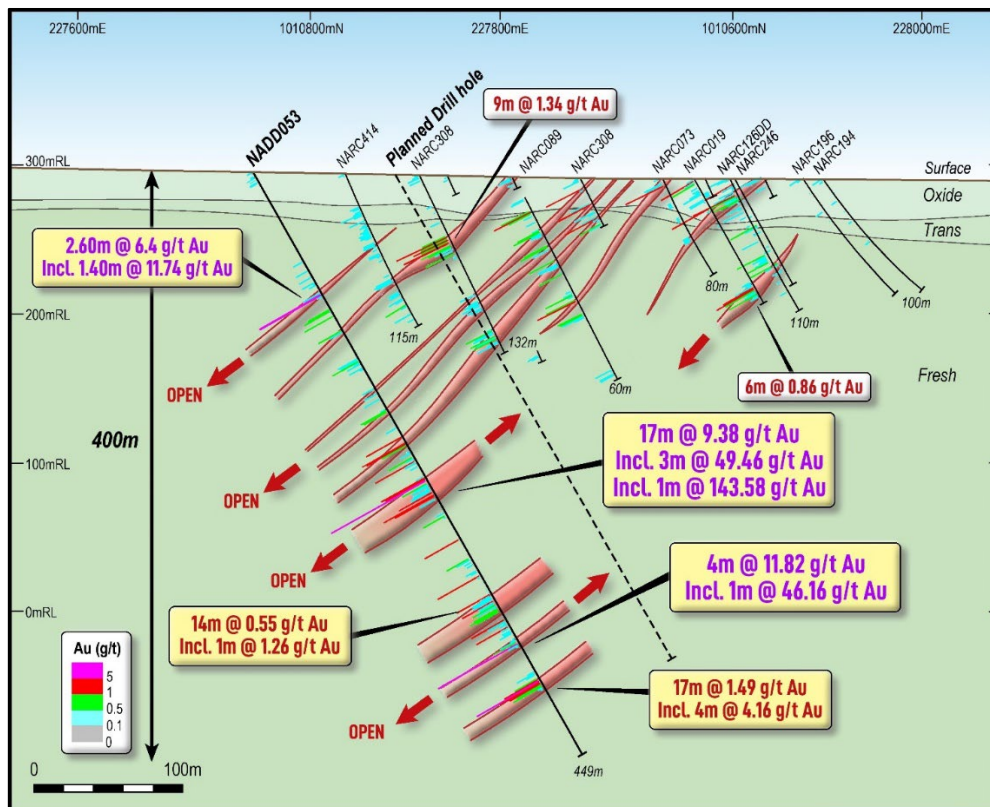 227600mE
1010800mN
227800mE
1010600mN
228000mE
9m @ 1.34 g/t Au
NADD053
NARC414
Planned Drill hole
NARC308
NARC089
NARC308
NARC073
NARC019
NARC126DD
NARC246
NARC196
NARC194
300mRL
Surface
Oxide
Trans
Fresh
2.60m @ 6.4 g/t Au
Incl. 1.40m @ 11.74 g/t Au
200mRL
115m
132m
60m
80m
110m
100m
OPEN
6m @ 0.86 g/t Au
400m
17m @ 9.38 g/t Au
Incl. 3m @ 49.46 g/t Au
Incl. 1m @ 143.58 g/t Au
100mRL
OPEN
OPEN
4m @ 11.82 g/t Au
Incl. 1m @ 46.16 g/t Au
0mRL
14m @ 0.55 g/t Au
Incl. 1m @ 1.26 g/t Au
17m @ 1.49 g/t Au
Incl. 4m @ 4.16 g/t Au
OPEN
Au (g/t)
5
1
0.5
0.1
0
449m
0 100m